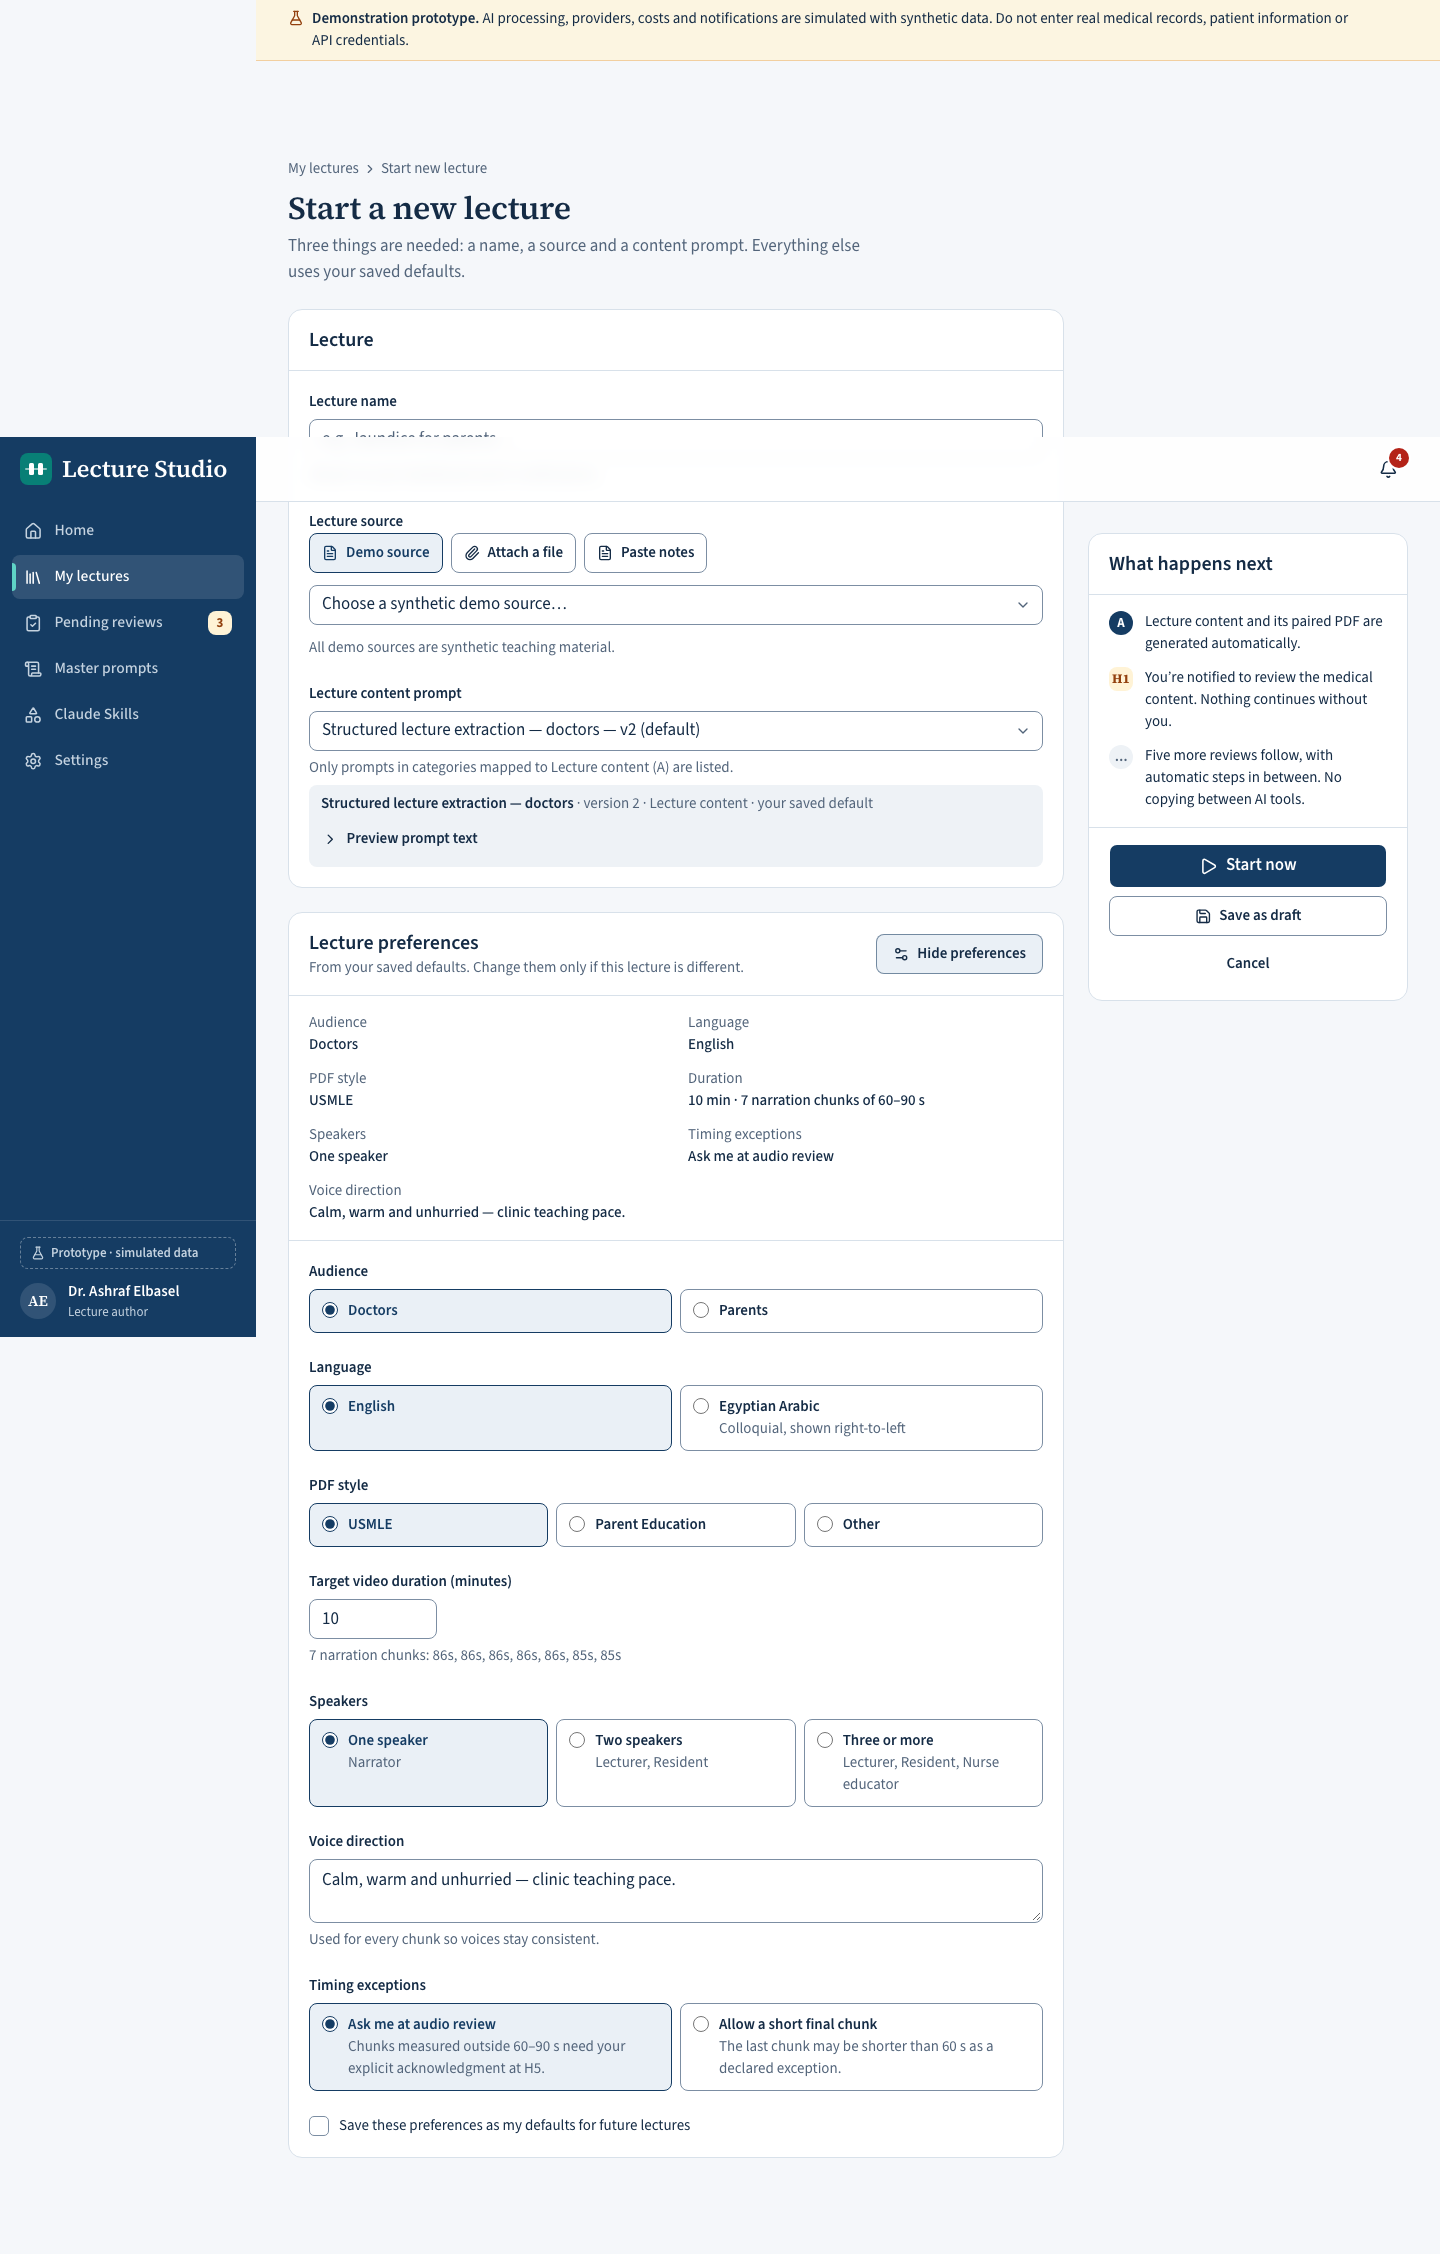 Demonstration prototype. AI processing, providers, costs and notifications are simulated with synthetic data. Do not enter real medical records, patient information or
API credentials.
My lectures > Start new lecture
Start a new lecture
Three things are needed: a name, a source and a content prompt. Everything else
uses your saved defaults.
Lecture
Lecture name
Lecture Studio
4
Home
My lectures
Pending reviews 3
Master prompts
Claude Skills
Settings
Prototype · simulated data
AE
Dr. Ashraf Elbasel
Lecture author
Lecture source
Demo source
Attach a file
Paste notes
Choose a synthetic demo source…
All demo sources are synthetic teaching material.
Lecture content prompt
Structured lecture extraction — doctors — v2 (default)
Only prompts in categories mapped to Lecture content (A) are listed.
Structured lecture extraction — doctors · version 2 · Lecture content · your saved default
Preview prompt text
What happens next
A Lecture content and its paired PDF are
generated automatically.
H1 You’re notified to review the medical
content. Nothing continues without
you.
… Five more reviews follow, with
automatic steps in between. No
copying between AI tools.
Start now
Save as draft
Cancel
Lecture preferences
From your saved defaults. Change them only if this lecture is different.
Hide preferences
Audience
Doctors
Language
English
PDF style
USMLE
Duration
10 min · 7 narration chunks of 60–90 s
Speakers
One speaker
Timing exceptions
Ask me at audio review
Voice direction
Calm, warm and unhurried — clinic teaching pace.
Audience
Doctors
Parents
Language
English
Egyptian Arabic
Colloquial, shown right-to-left
PDF style
USMLE
Parent Education
Other
Target video duration (minutes)
10
7 narration chunks: 86s, 86s, 86s, 86s, 86s, 85s, 85s
Speakers
One speaker
Narrator
Two speakers
Lecturer, Resident
Three or more
Lecturer, Resident, Nurse
educator
Voice direction
Calm, warm and unhurried — clinic teaching pace.
Used for every chunk so voices stay consistent.
Timing exceptions
Ask me at audio review
Chunks measured outside 60–90 s need your
explicit acknowledgment at H5.
Allow a short final chunk
The last chunk may be shorter than 60 s as a
declared exception.
Save these preferences as my defaults for future lectures